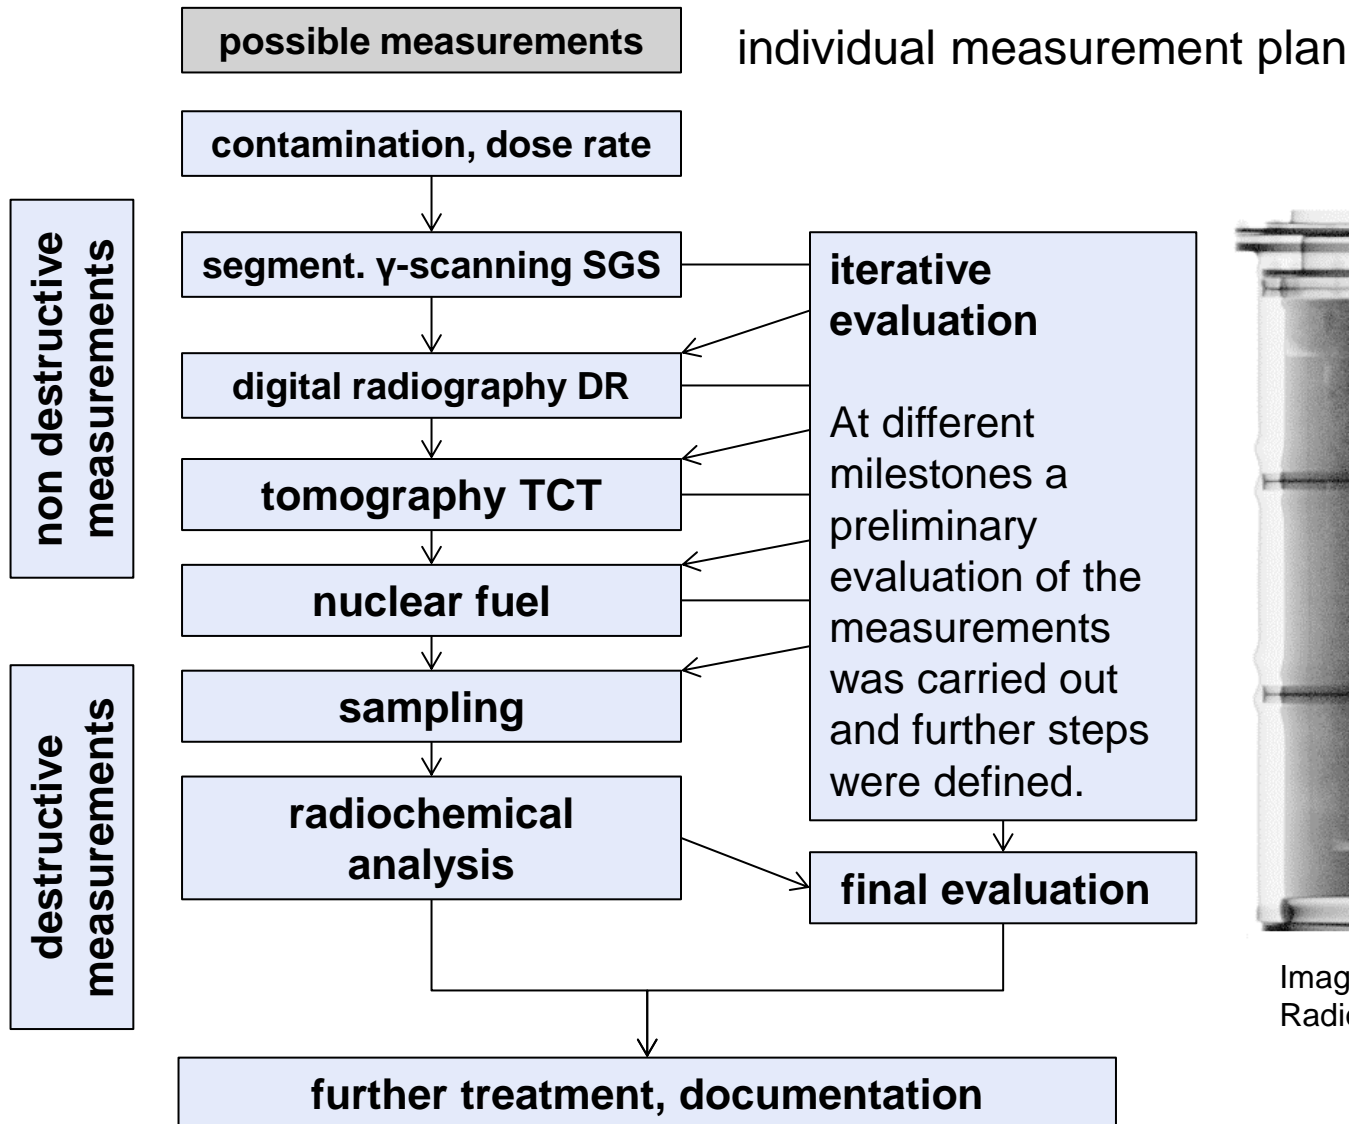 possible measurements
individual measurement plan
contamination, dose rate
non destructive
measurements
segment. γ-scanning SGS
digital radiography DR
tomography TCT
nuclear fuel
iterative
evaluation
At different
milestones a
preliminary
evaluation of the
measurements
was carried out
and further steps
were defined.
destructive
measurements
sampling
radiochemical
analysis
final evaluation
further treatment, documentation